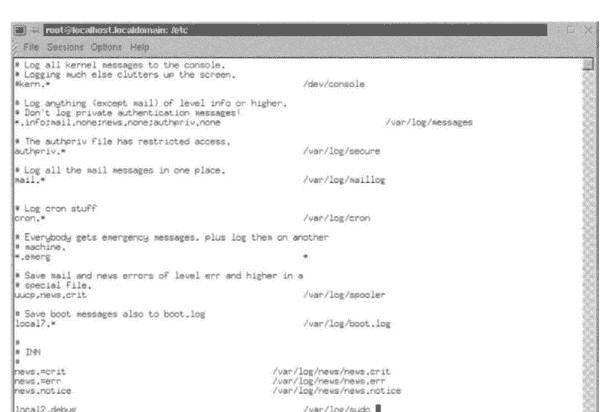 root@localhost.localdomain: /etc
File Sessions Options Help
# Log all kernel messages to the console.
# Logging much else clutters up the screen.
#kern.* /dev/console
# Log anything (except mail) of level info or higher.
# Don't log private authentication messages!
*.info;mail.none;news.none;authpriv.none /var/log/messages
# The authpriv file has restricted access.
authpriv.* /var/log/secure
# Log all the mail messages in one place.
mail.* /var/log/maillog
# Log cron stuff
cron.* /var/log/cron
# Everybody gets emergency messages, plus log them on another
# machine.
*.emerg *
# Save mail and news errors of level err and higher in a
# special file.
uucp,news.crit /var/log/spooler
# Save boot messages also to boot.log
local7.* /var/log/boot.log
#
# INN
#
news.=crit /var/log/news/news.crit
news.=err /var/log/news/news.err
news.notice /var/log/news/news.notice
local2.debug /var/log/sudo